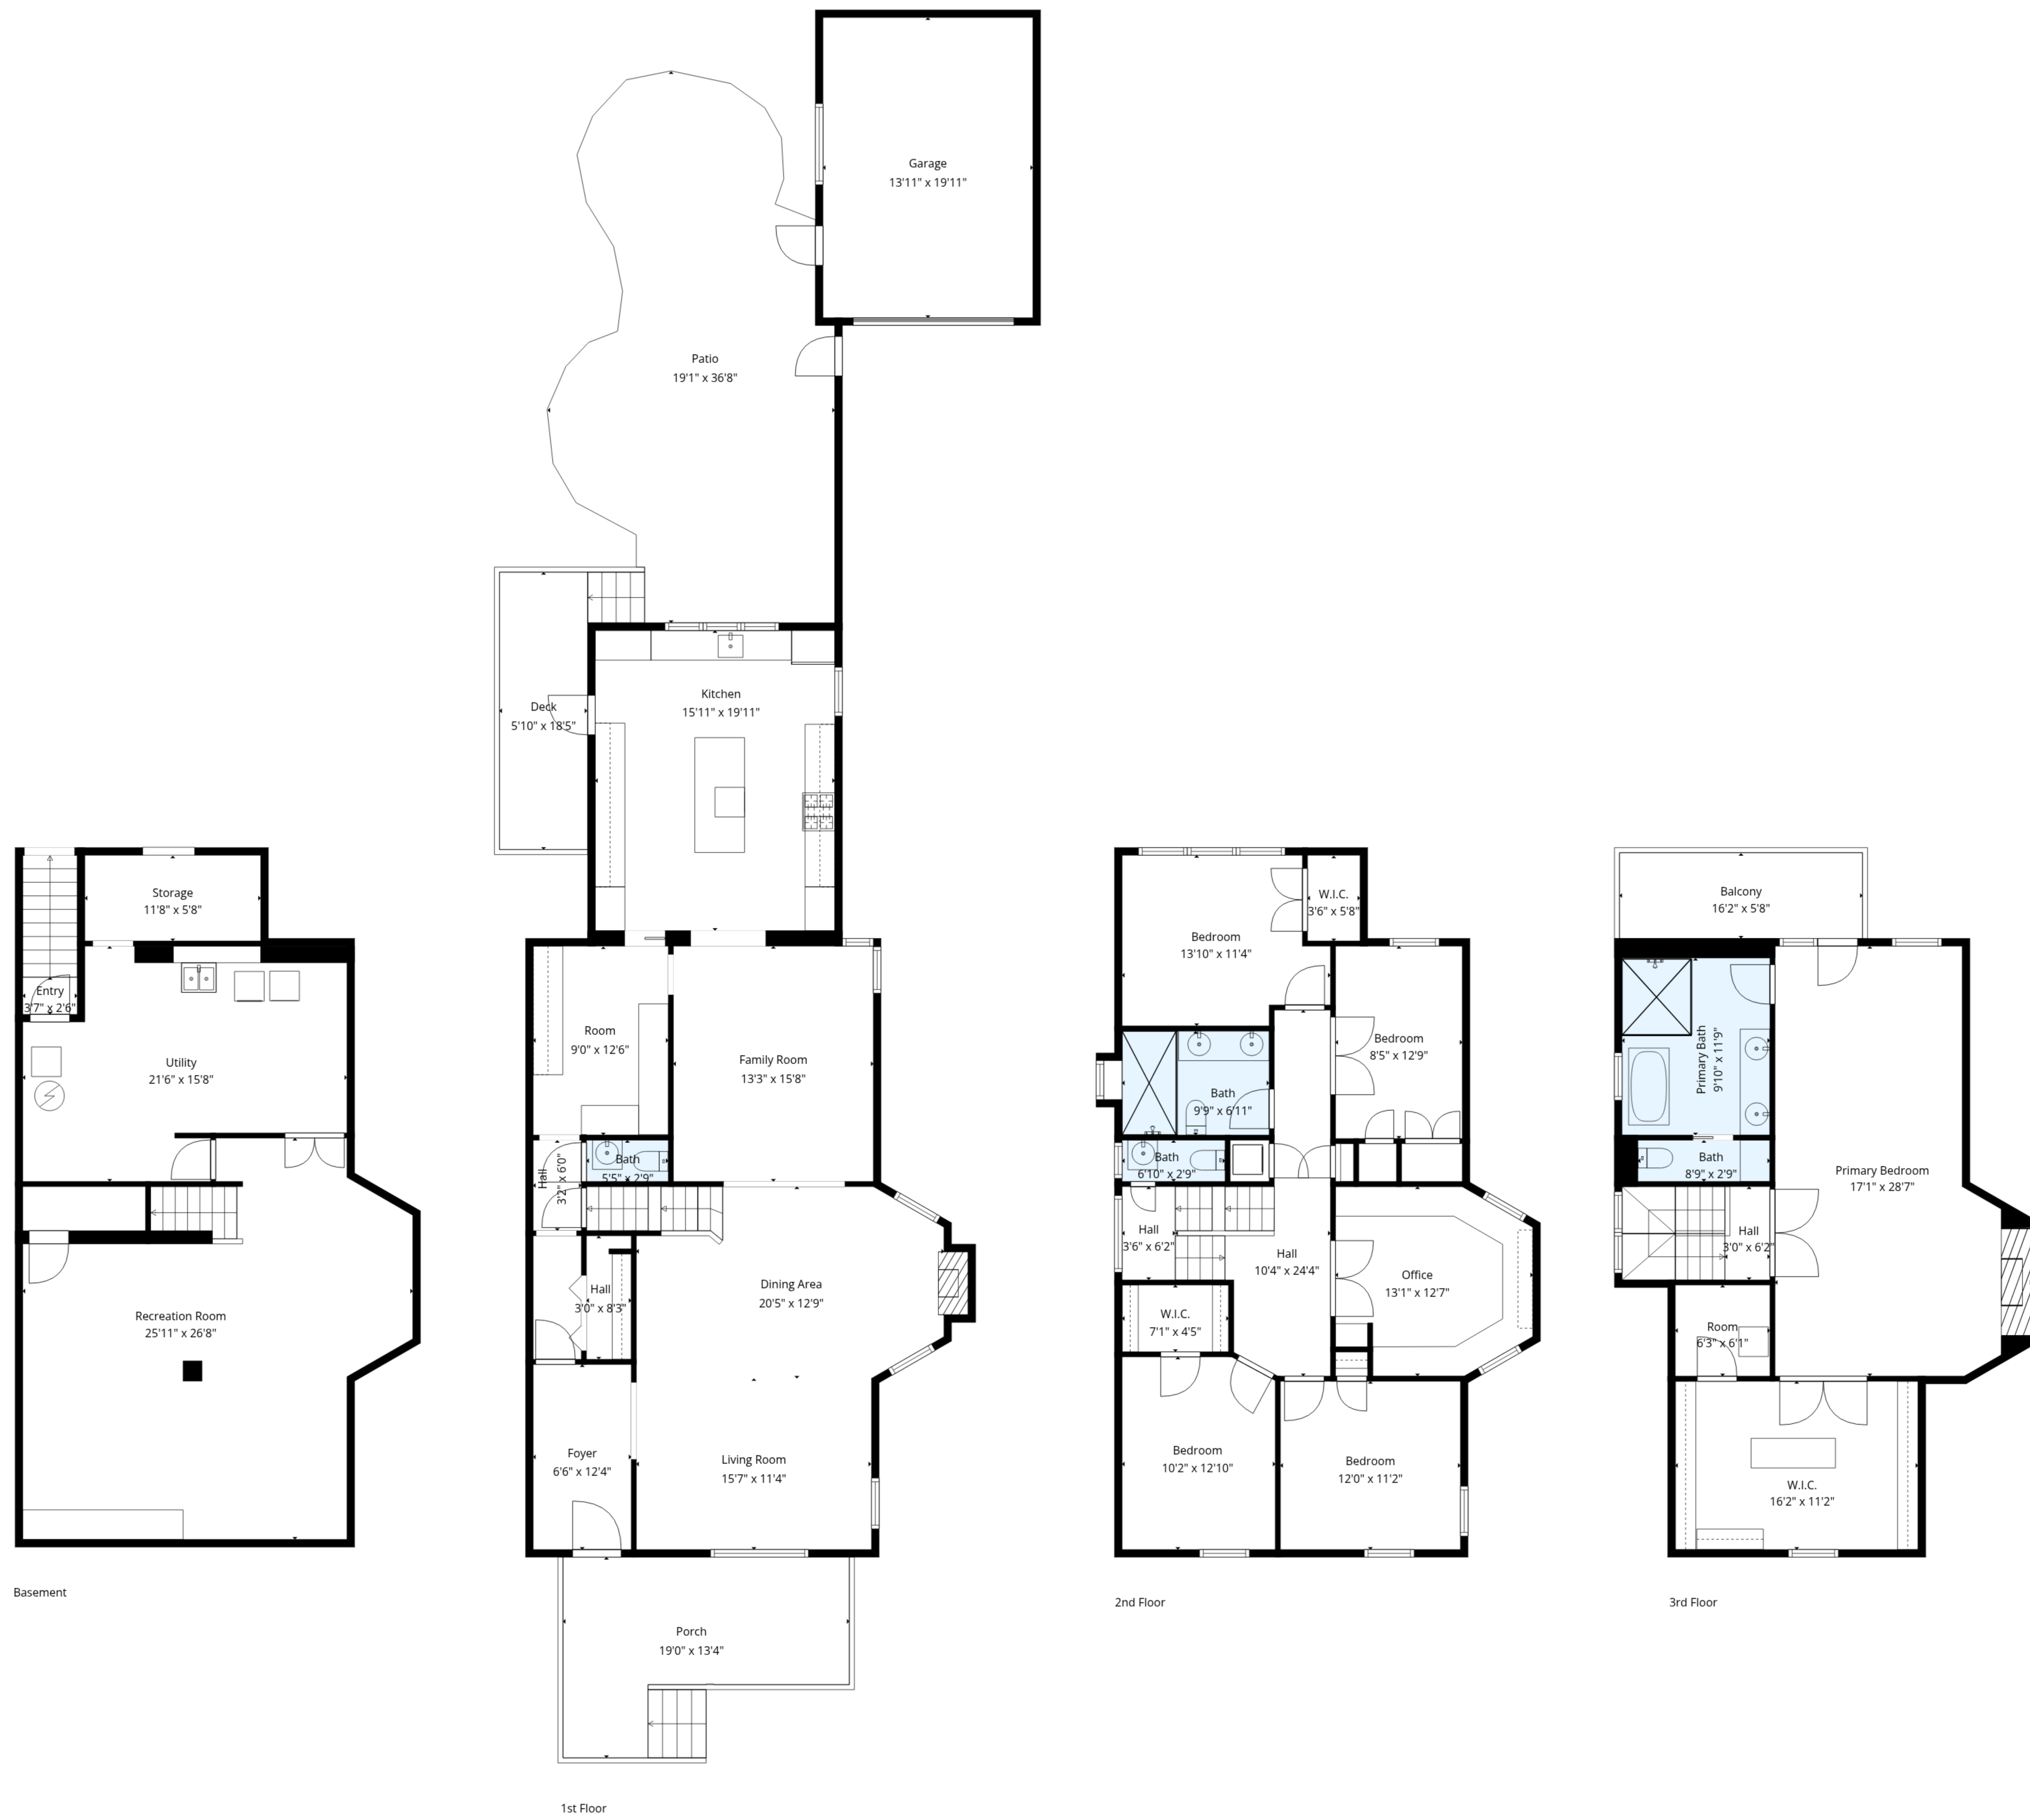 Garage
13'11" x 19'11"
Patio
19'1" x 36'8"
Deck
5'10" x 18'5"
Kitchen
15'11" x 19'11"
Room
9'0" x 12'6"
Family Room
13'3" x 15'8"
Hall
3'2" x 6'0"
Bath
5'5" x 2'9"
Hall
3'0" x 8'3"
Dining Area
20'5" x 12'9"
Foyer
6'6" x 12'4"
Living Room
15'7" x 11'4"
Porch
19'0" x 13'4"
1st Floor
Storage
11'8" x 5'8"
Entry
3'7" x 2'6"
Utility
21'6" x 15'8"
Recreation Room
25'11" x 26'8"
Basement
W.I.C.
3'6" x 5'8"
Bedroom
13'10" x 11'4"
Bedroom
8'5" x 12'9"
Bath
9'9" x 6'11"
Bath
6'10" x 2'9"
Hall
3'6" x 6'2"
Hall
10'4" x 24'4"
Office
13'1" x 12'7"
W.I.C.
7'1" x 4'5"
Bedroom
10'2" x 12'10"
Bedroom
12'0" x 11'2"
2nd Floor
Balcony
16'2" x 5'8"
Primary Bath
9'10" x 11'9"
Bath
8'9" x 2'9"
Primary Bedroom
17'1" x 28'7"
Hall
3'0" x 6'2"
Room
6'3" x 6'1"
W.I.C.
16'2" x 11'2"
3rd Floor